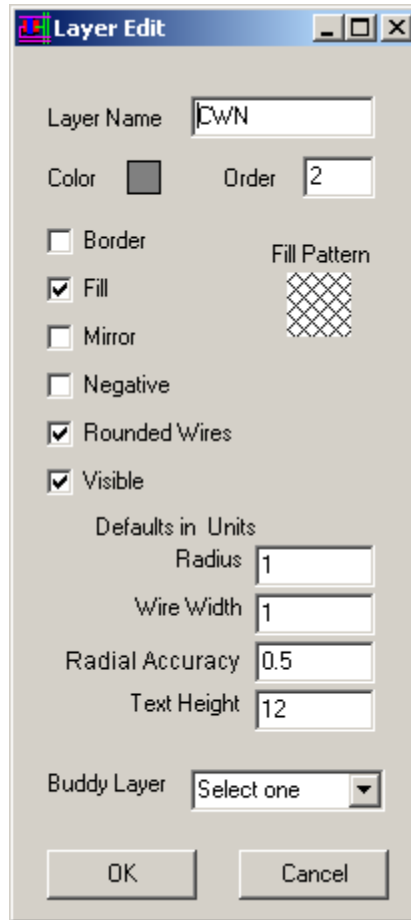 Layer Edit
Layer Name CWN
Color Order 2
Border
Fill Pattern
Fill
Mirror
Negative
Rounded Wires
Visible
Defaults in Units
Radius 1
Wire Width 1
Radial Accuracy 0.5
Text Height 12
Buddy Layer Select one
OK Cancel